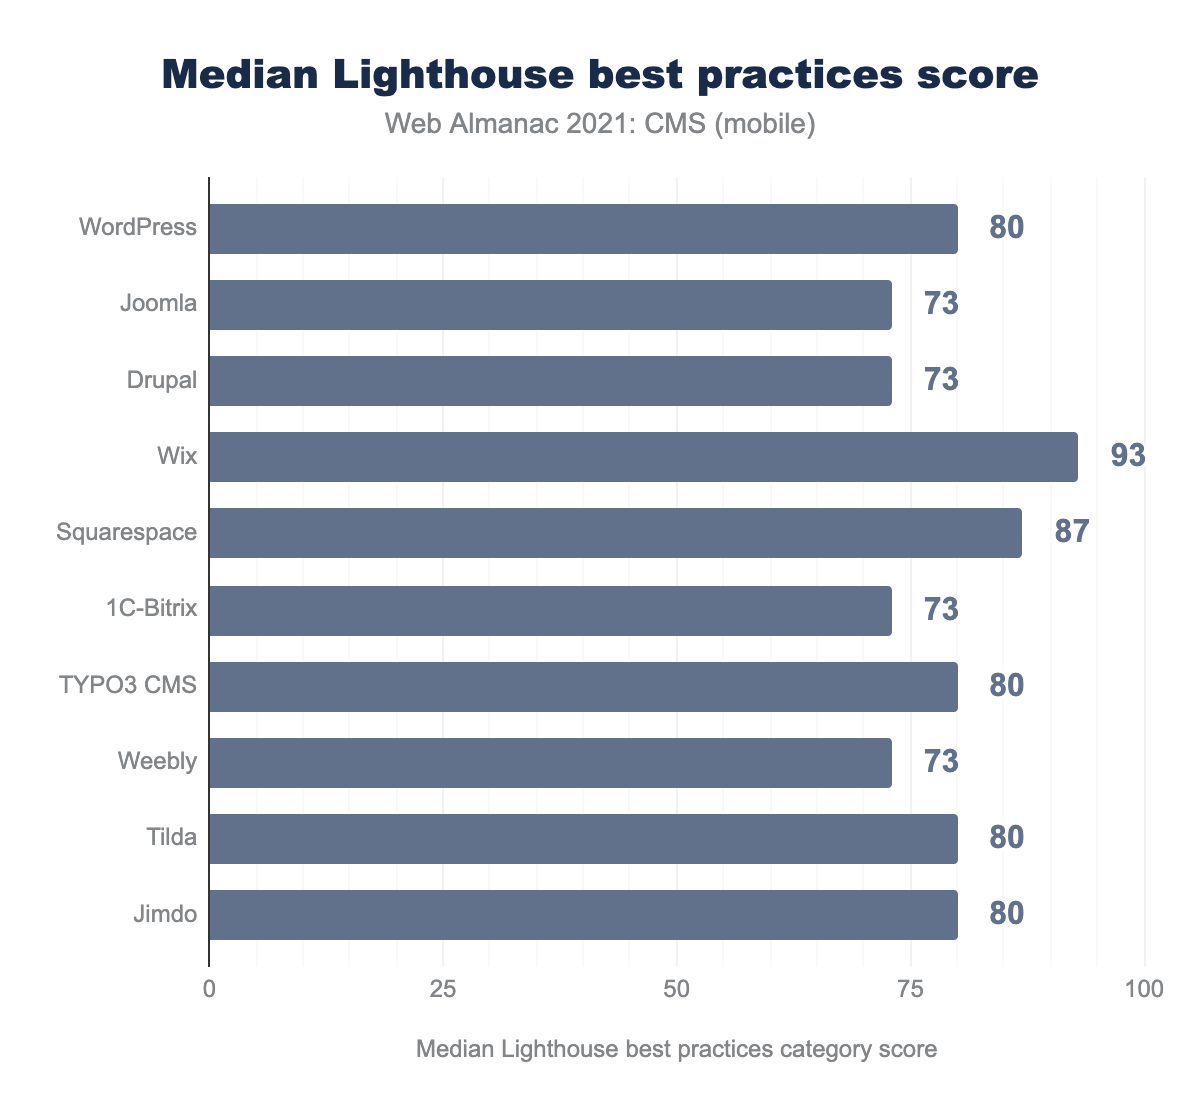 Median Lighthouse best practices score
Web Almanac 2021: CMS (mobile)
WordPress 80
Joomla 73
Drupal 73
Wix 93
Squarespace 87
1C-Bitrix 73
TYPO3 CMS 80
Weebly 73
Tilda 80
Jimdo 80
0 25 50 75 100
Median Lighthouse best practices category score